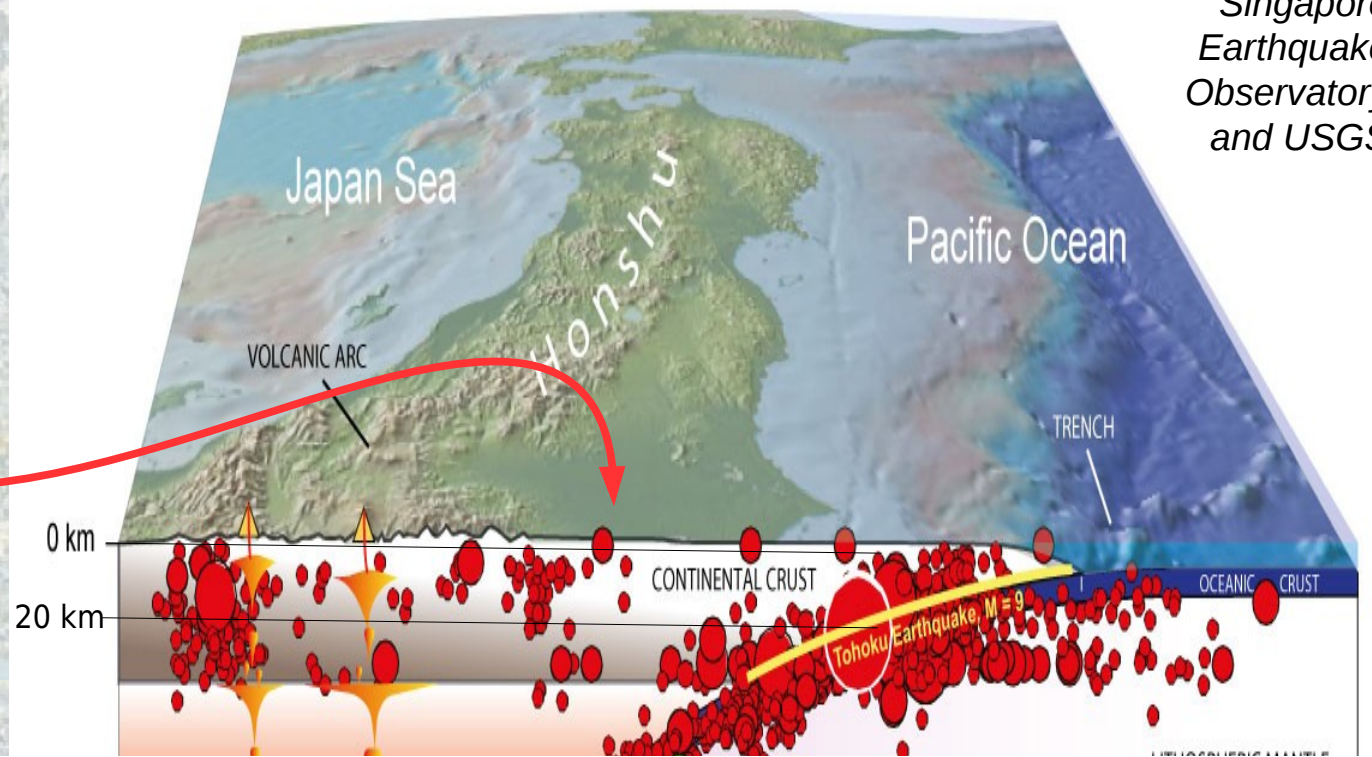 Singapore
Earthquake
Observatory
and USGS
Japan Sea
Honshu
Pacific Ocean
VOLCANIC ARC
TRENCH
0 km
CONTINENTAL CRUST
OCEANIC CRUST
20 km
Tohoku Earthquake, M = 9